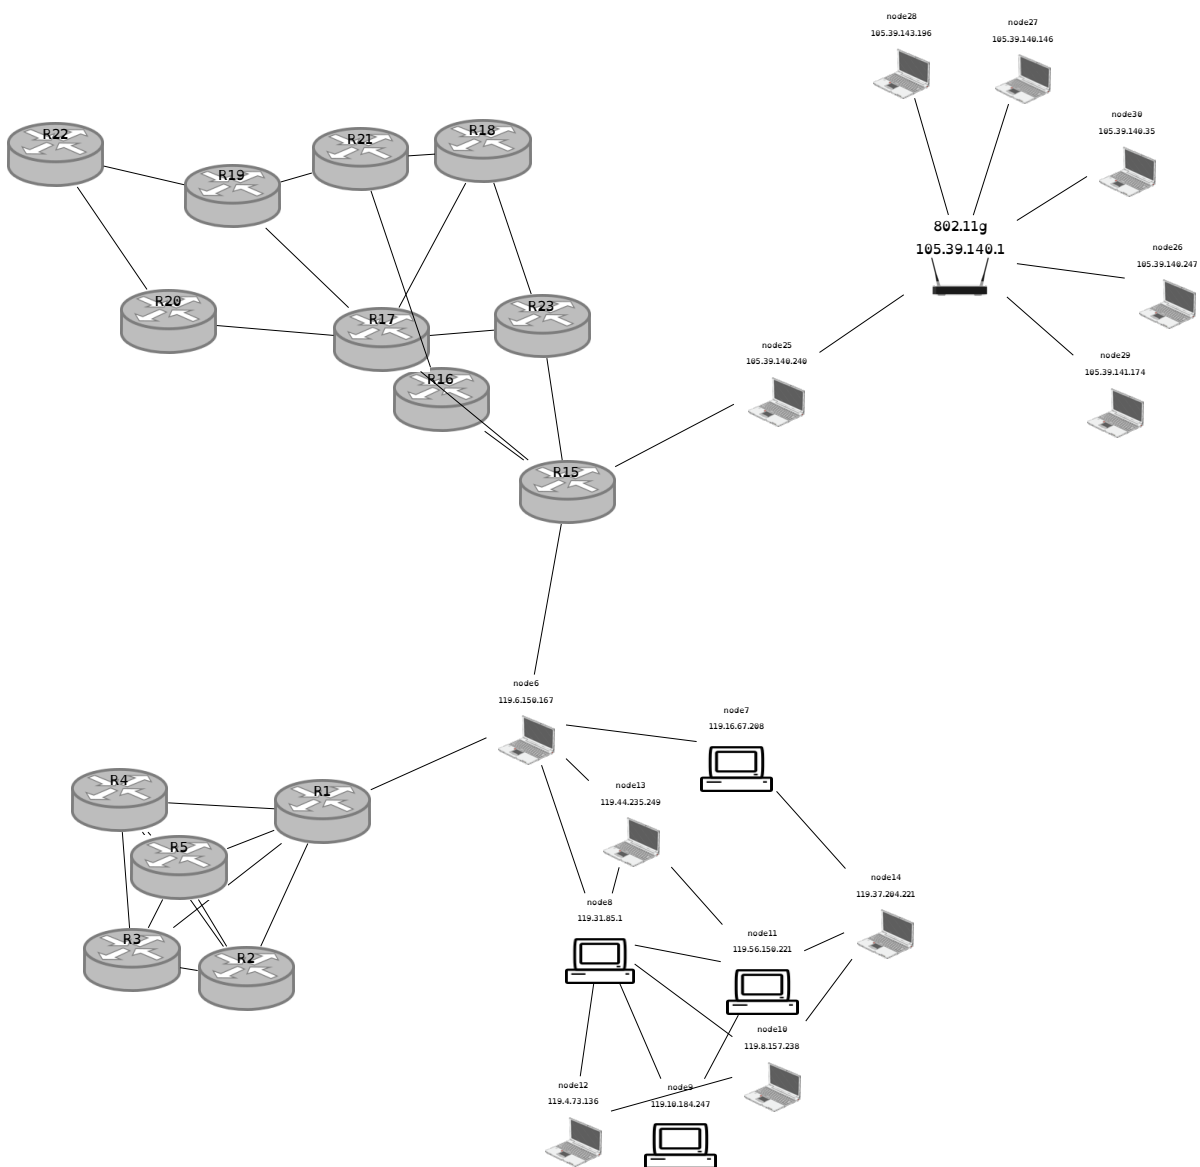 node28
105.39.143.196
node27
105.39.140.146
node30
105.39.140.35
R22
R21
R18
R19
802.11g
105.39.140.1
node26
105.39.140.247
R20
R17
R23
node25
105.39.140.240
node29
105.39.141.174
R16
R15
node6
119.6.150.167
node7
119.16.67.208
R4
R1
node13
119.44.235.249
R5
node14
119.37.204.221
node8
119.31.85.1
R3
R2
node11
119.56.150.221
node10
119.8.157.238
node12
119.4.73.136
node9
119.10.184.247